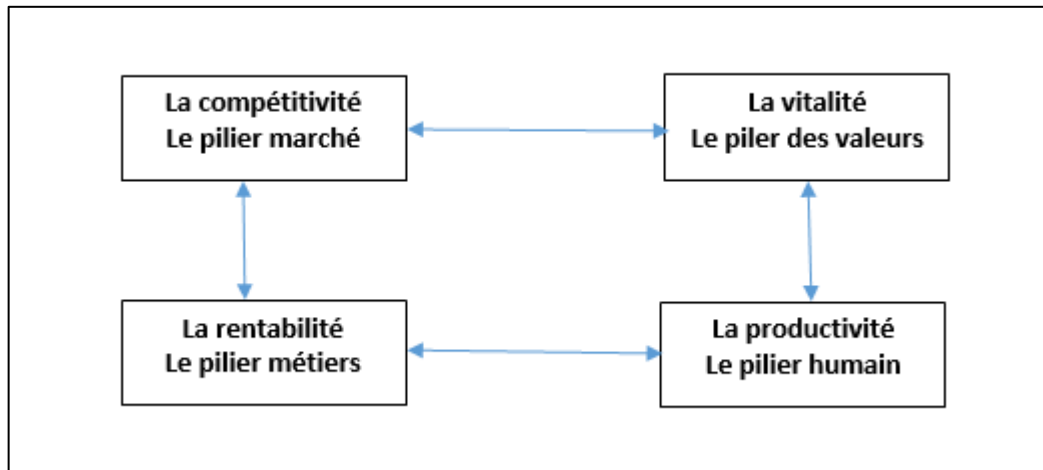 La compétitivité
Le pilier marché
La vitalité
Le piler des valeurs
La rentabilité
Le pilier métiers
La productivité
Le pilier humain